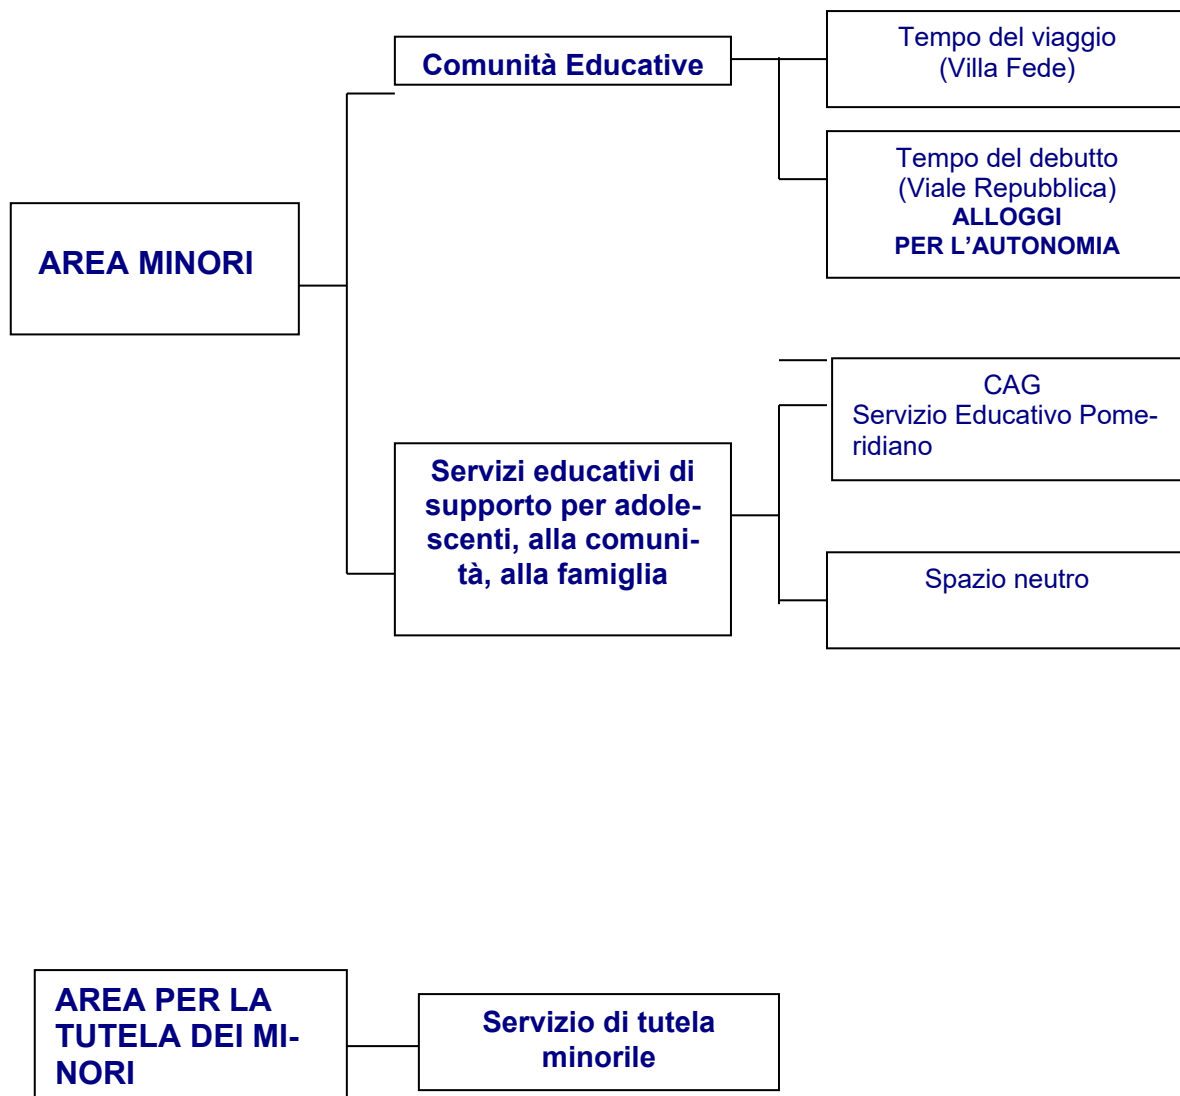 Comunità Educative
Tempo del viaggio
(Villa Fede)
Tempo del debutto
(Viale Repubblica)
ALLOGGI
PER L’AUTONOMIA
AREA MINORI
CAG
Servizio Educativo Pome-
ridiano
Servizi educativi di
supporto per adole-
scenti, alla comuni-
tà, alla famiglia
Spazio neutro
AREA PER LA
TUTELA DEI MI-
NORI
Servizio di tutela
minorile